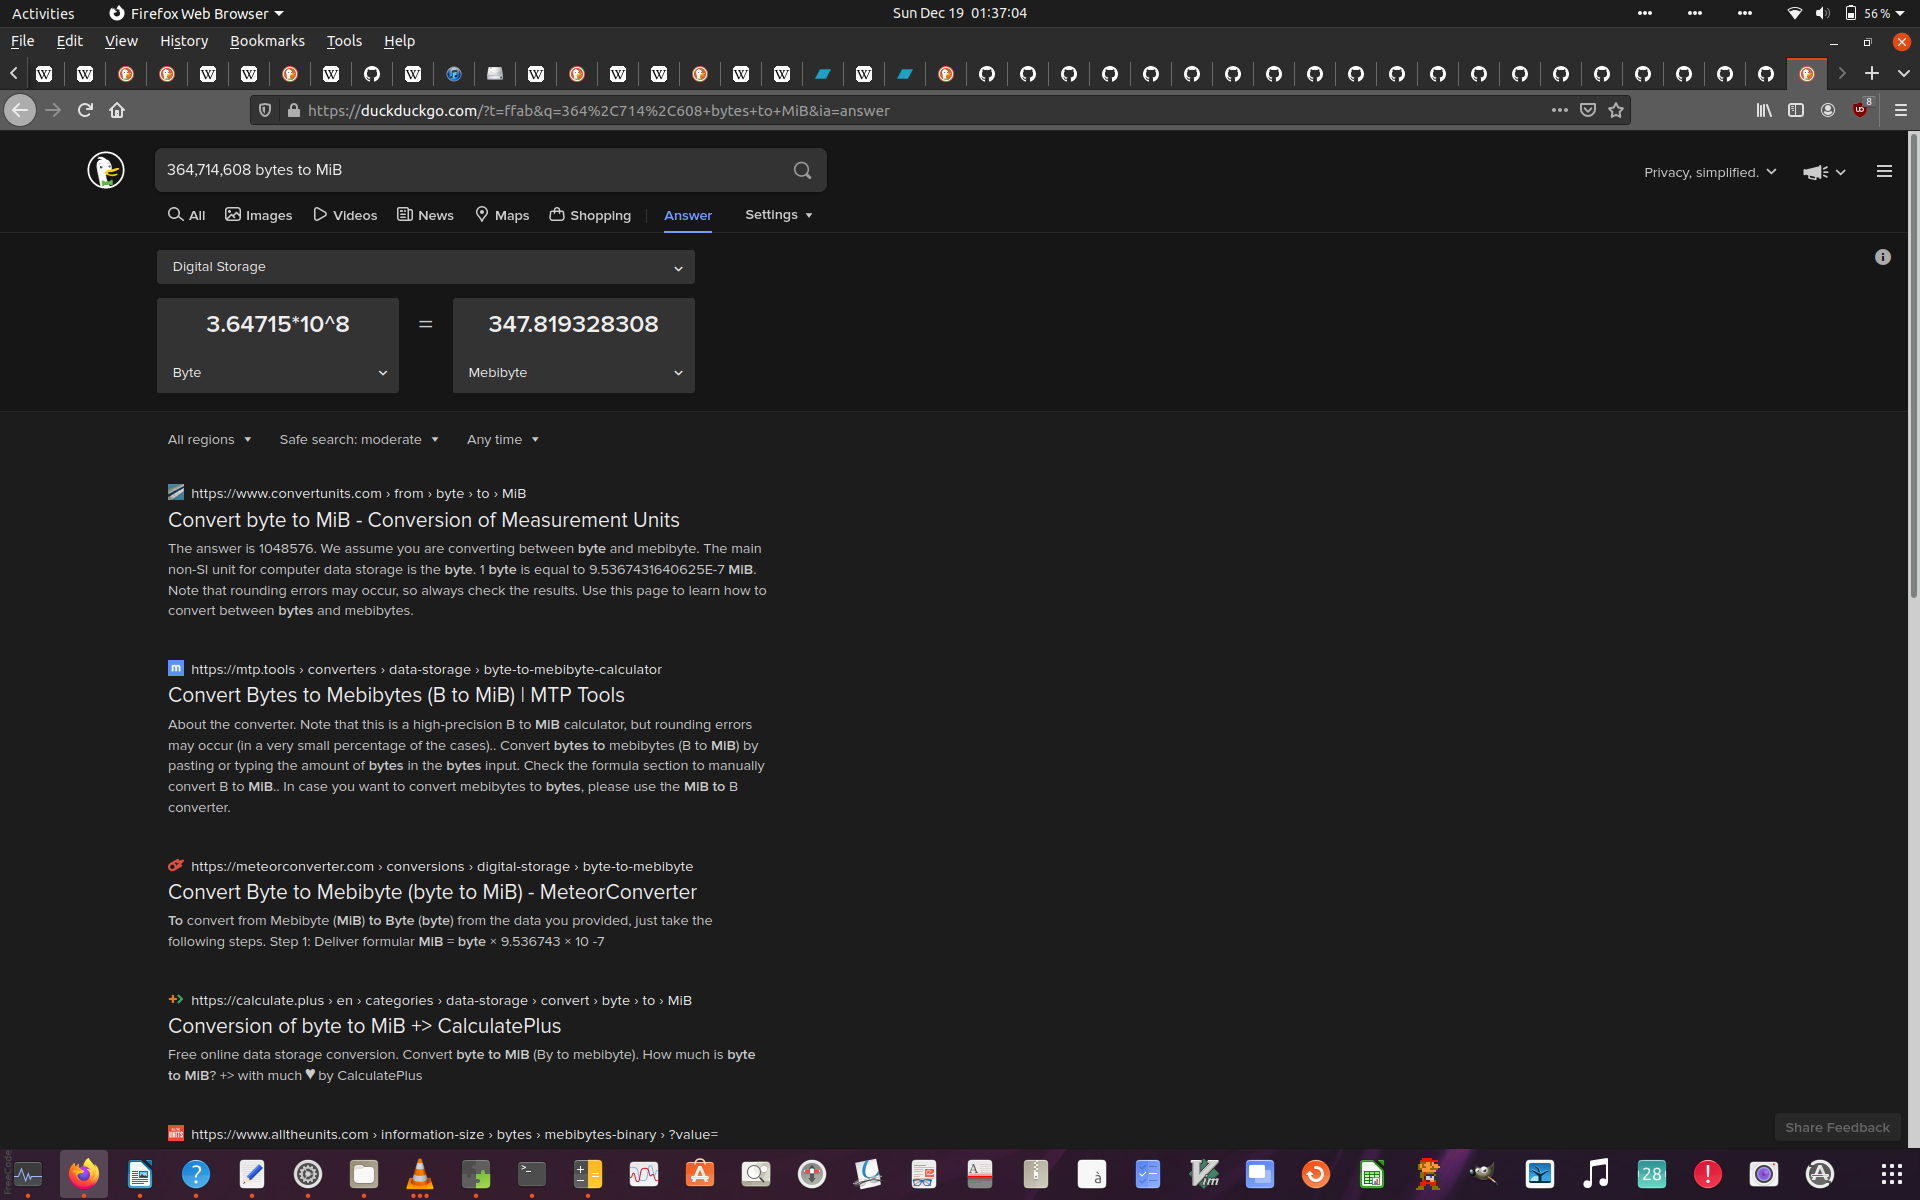 Activities
Firefox Web Browser
Sun Dec 19 01:37:04
56 %
File Edit View History Bookmarks Tools Help
https://duckduckgo.com/?t=ffab&q=364%2C714%2C608+bytes+to+MiB&ia=answer
8
364,714,608 bytes to MiB
Privacy, simplified.
All Images Videos News Maps Shopping Answer Settings
Digital Storage
3.64715*10^8 = 347.819328308
Byte Mebibyte
All regions Safe search: moderate Any time
https://www.convertunits.com › from › byte › to › MiB
Convert byte to MiB - Conversion of Measurement Units
The answer is 1048576. We assume you are converting between byte and mebibyte. The main
non-SI unit for computer data storage is the byte. 1 byte is equal to 9.5367431640625E-7 MiB.
Note that rounding errors may occur, so always check the results. Use this page to learn how to
convert between bytes and mebibytes.
https://mtp.tools › converters › data-storage › byte-to-mebibyte-calculator
Convert Bytes to Mebibytes (B to MiB) | MTP Tools
About the converter. Note that this is a high-precision B to MiB calculator, but rounding errors
may occur (in a very small percentage of the cases).. Convert bytes to mebibytes (B to MiB) by
pasting or typing the amount of bytes in the bytes input. Check the formula section to manually
convert B to MiB.. In case you want to convert mebibytes to bytes, please use the MiB to B
converter.
https://meteorconverter.com › conversions › digital-storage › byte-to-mebibyte
Convert Byte to Mebibyte (byte to MiB) - MeteorConverter
To convert from Mebibyte (MiB) to Byte (byte) from the data you provided, just take the
following steps. Step 1: Deliver formular MiB = byte × 9.536743 × 10 -7
https://calculate.plus › en › categories › data-storage › convert › byte › to › MiB
Conversion of byte to MiB +> CalculatePlus
Free online data storage conversion. Convert byte to MiB (By to mebibyte). How much is byte
to MiB? +> with much ♥ by CalculatePlus
https://www.alltheunits.com › information-size › bytes › mebibytes-binary › ?value=
Share Feedback
28